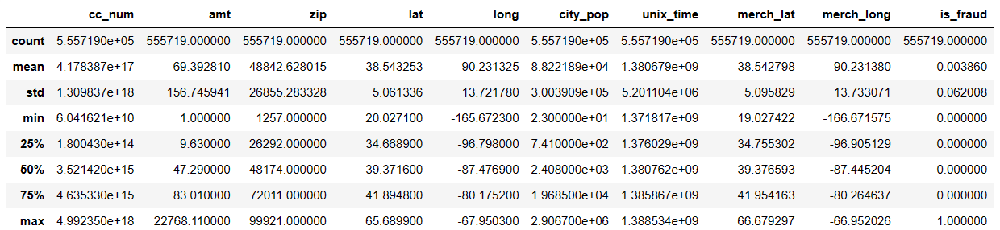 cc_num amt zip lat long city_pop unix_time merch_lat merch_long is_fraud
count 5.557190e+05 555719.000000 555719.000000 555719.000000 555719.000000 5.557190e+05 5.557190e+05 555719.000000 555719.000000 555719.000000
mean 4.178387e+17 69.392810 48842.628015 38.543253 -90.231325 8.822189e+04 1.380679e+09 38.542798 -90.231380 0.003860
std 1.309837e+18 156.745941 26855.283328 5.061336 13.721780 3.003909e+05 5.201104e+06 5.095829 13.733071 0.062008
min 6.041621e+10 1.000000 1257.000000 20.027100 -165.672300 2.300000e+01 1.371817e+09 19.027422 -166.671575 0.000000
25% 1.800430e+14 9.630000 26292.000000 34.668900 -96.798000 7.410000e+02 1.376029e+09 34.755302 -96.905129 0.000000
50% 3.521420e+15 47.290000 48174.000000 39.371600 -87.476900 2.408000e+03 1.380762e+09 39.376593 -87.445204 0.000000
75% 4.635330e+15 83.010000 72011.000000 41.894800 -80.175200 1.968500e+04 1.385867e+09 41.954163 -80.264637 0.000000
max 4.992350e+18 22768.110000 99921.000000 65.689900 -67.950300 2.906700e+06 1.388534e+09 66.679297 -66.952026 1.000000